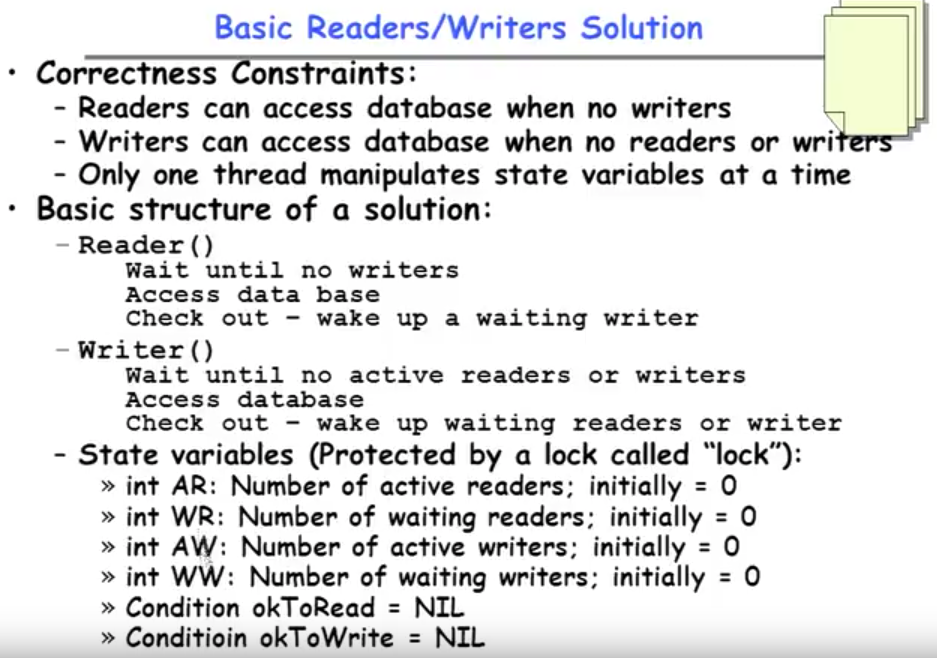 Basic Readers/Writers Solution
• Correctness Constraints:
– Readers can access database when no writers
– Writers can access database when no readers or writers
– Only one thread manipulates state variables at a time
• Basic structure of a solution:
– Reader()
Wait until no writers
Access data base
Check out – wake up a waiting writer
– Writer()
Wait until no active readers or writers
Access database
Check out – wake up waiting readers or writer
– State variables (Protected by a lock called "lock"):
» int AR: Number of active readers; initially = 0
» int WR: Number of waiting readers; initially = 0
» int AW: Number of active writers; initially = 0
» int WW: Number of waiting writers; initially = 0
» Condition okToRead = NIL
» Conditioin okToWrite = NIL